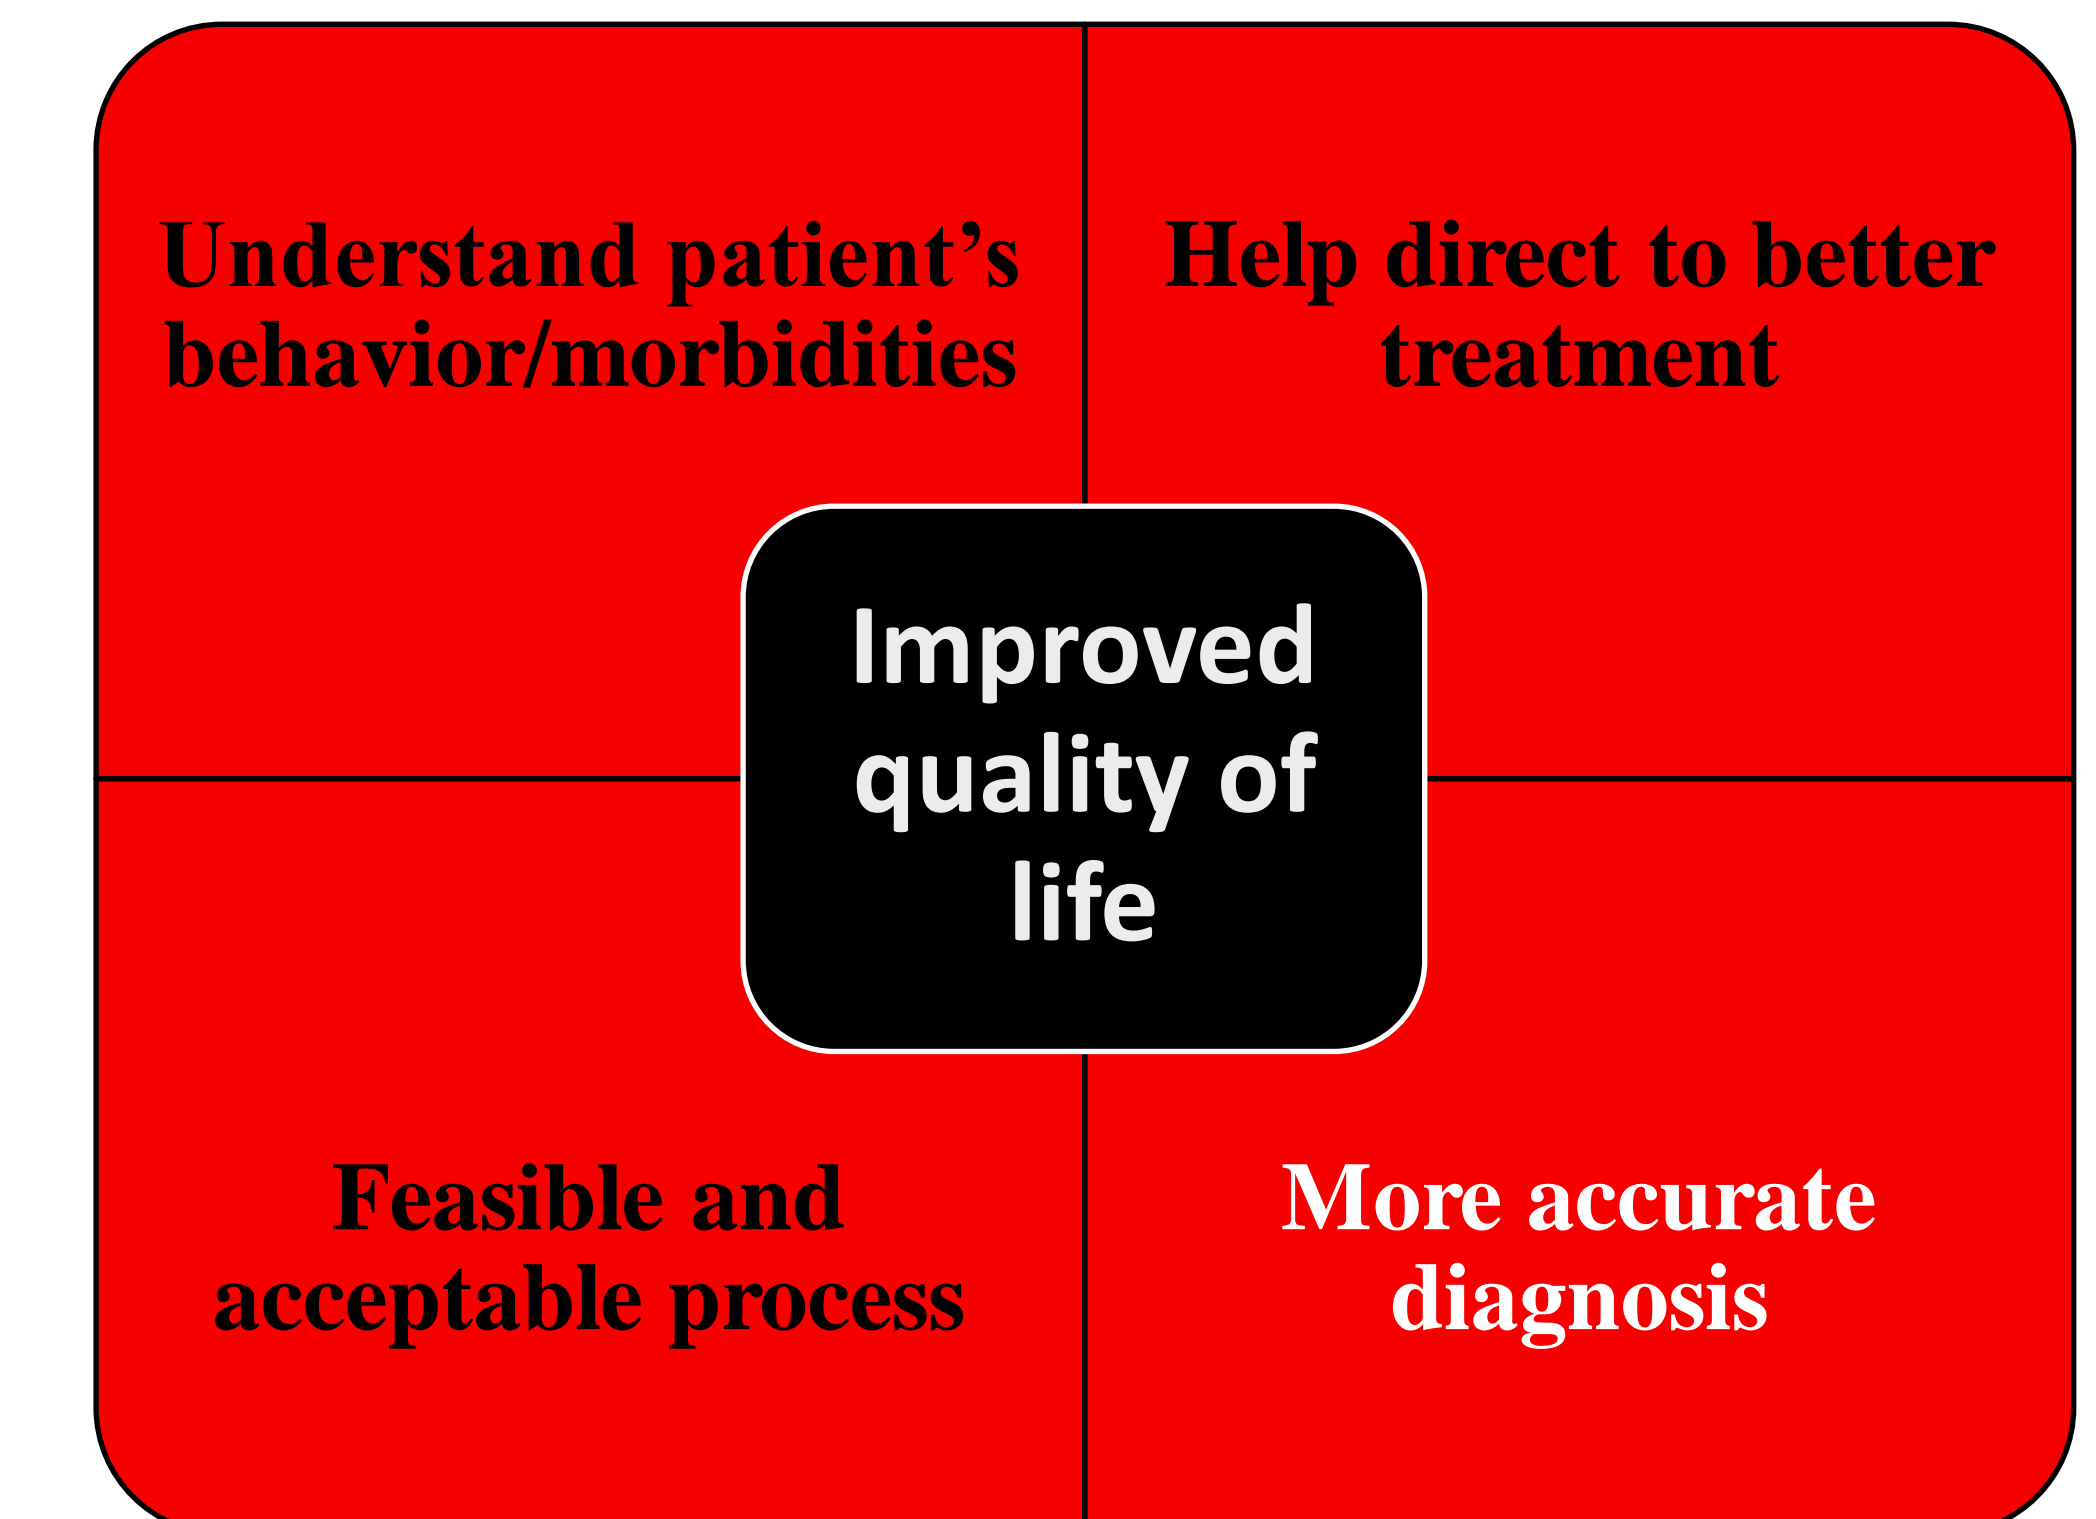 Understand patient’s
behavior/morbidities
Help direct to better
treatment
Improved
quality of
life
Feasible and
acceptable process
More accurate
diagnosis